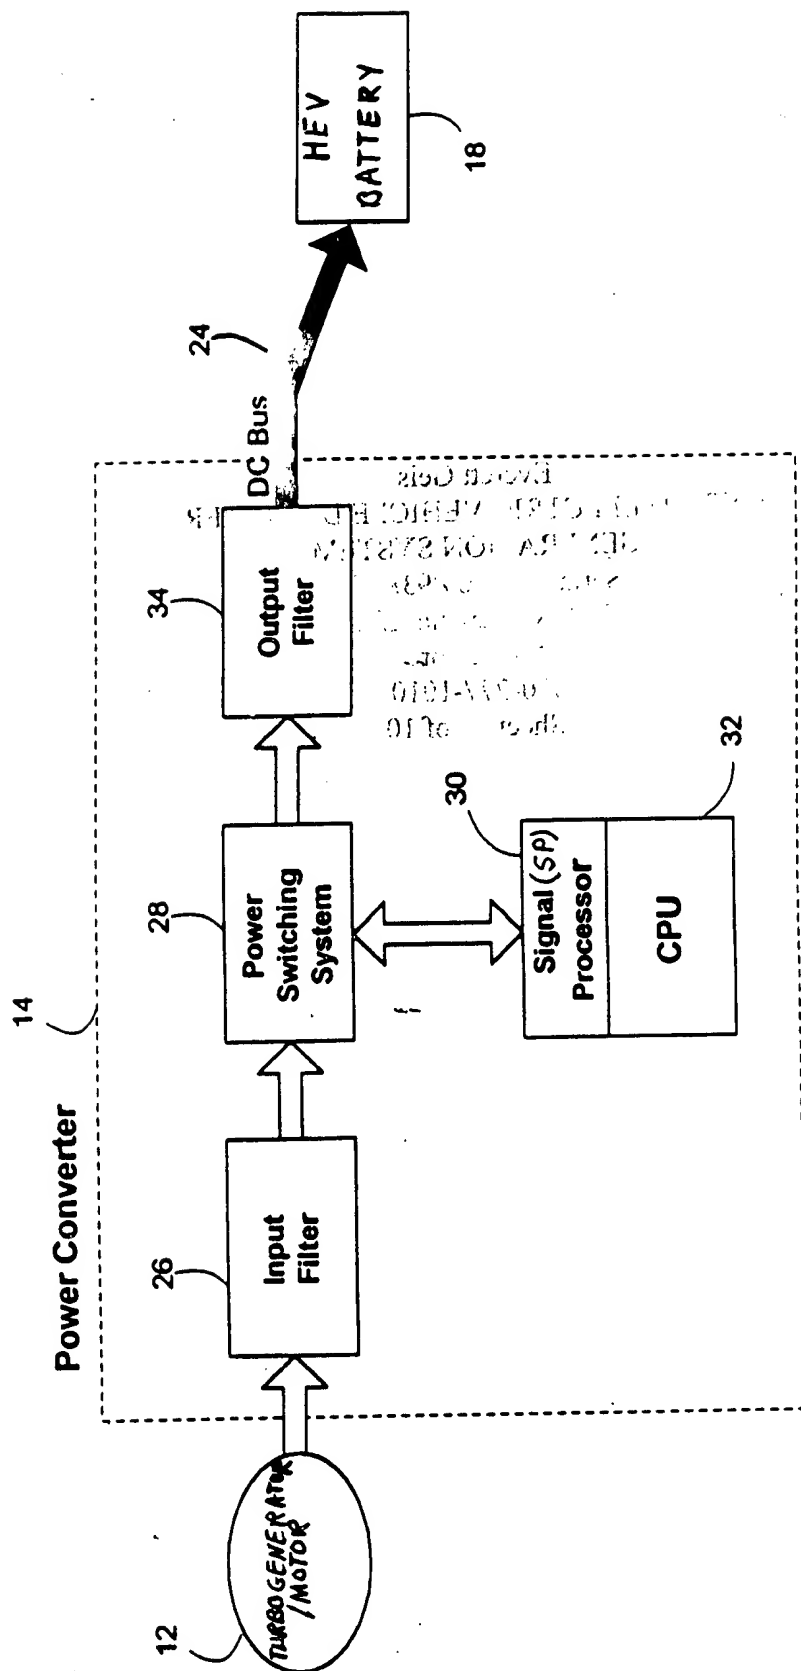 Power Converter
14
12
TURBOGENERATOR
/MOTOR
26
Input
Filter
28
Power
Switching
System
34
Output
Filter
DC Bus
24
HEV
BATTERY
18
30
Signal (SP)
Processor
CPU
32